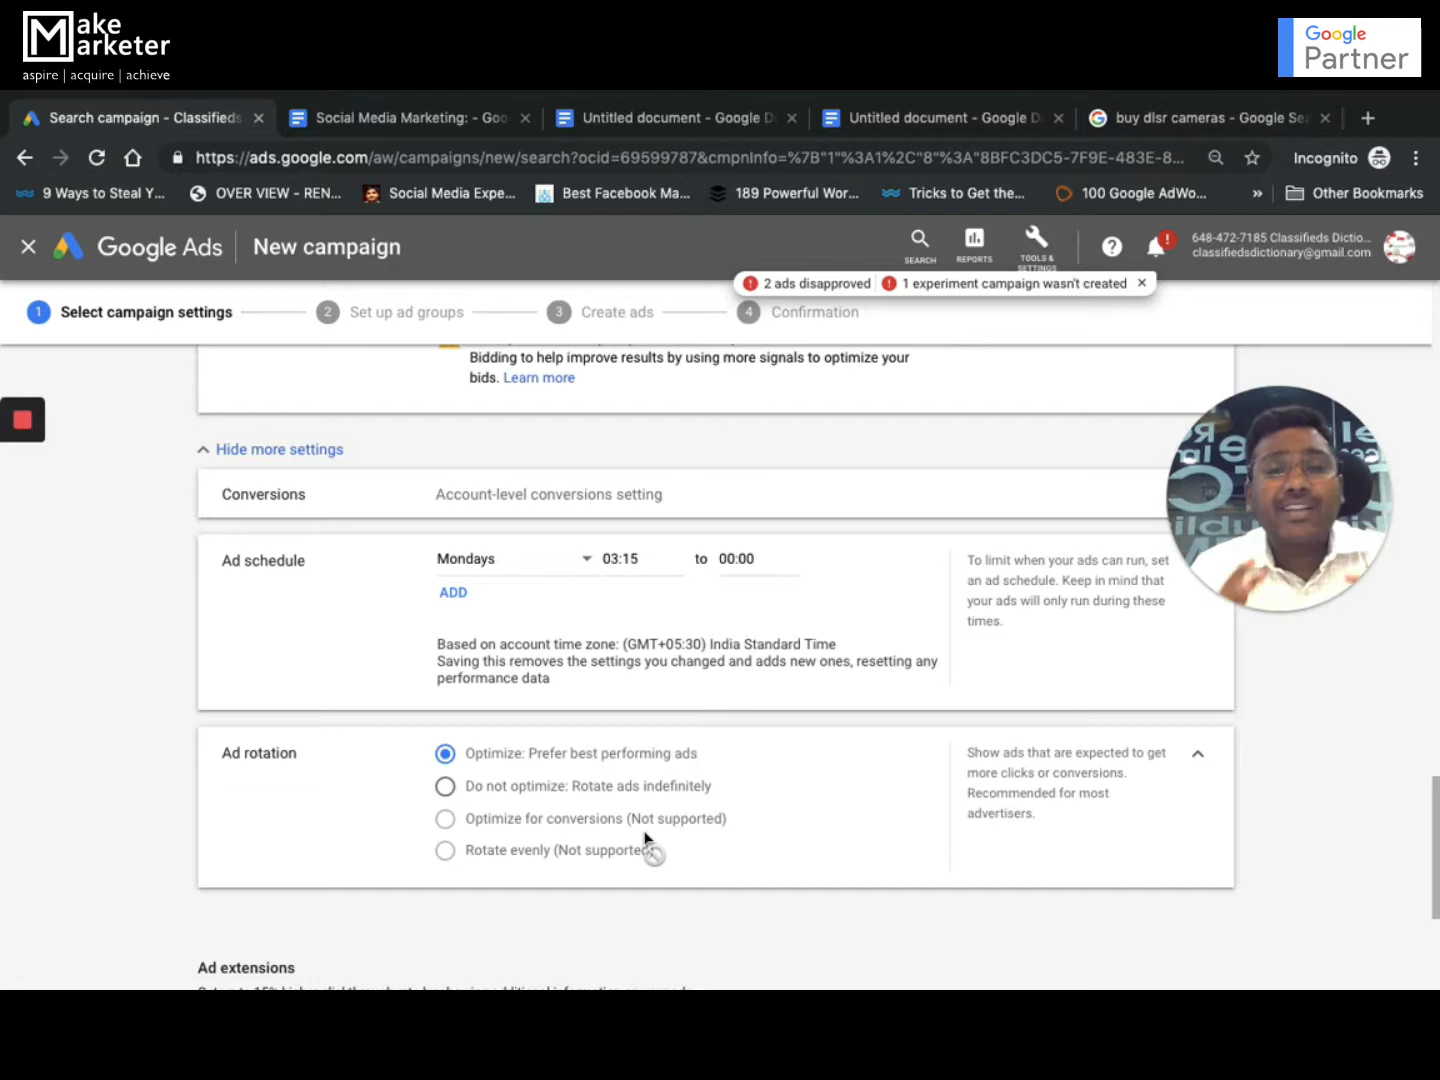 Make
Marketer
aspire | acquire | achieve
Google
Partner
Search campaign - Classifieds
Social Media Marketing: - Goo
Untitled document - Google D
Untitled document - Google D
buy dlsr cameras - Google Sea
https://ads.google.com/aw/campaigns/new/search?ocid=69599787&cmpnInfo=%7B"1"%3A1%2C"8"%3A"8BFC3DC5-7F9E-483E-8...
Incognito
9 Ways to Steal Y...
OVER VIEW - REN...
Social Media Expe...
Best Facebook Ma...
189 Powerful Wor...
Tricks to Get the...
100 Google AdWo...
»
Other Bookmarks
Google Ads
New campaign
SEARCH
REPORTS
TOOLS &
SETTINGS
648-472-7185 Classifieds Dictio...
classifiedsdictionary@gmail.com
2 ads disapproved
1 experiment campaign wasn't created
1 Select campaign settings
2 Set up ad groups
3 Create ads
4 Confirmation
Bidding to help improve results by using more signals to optimize your
bids. Learn more
Hide more settings
Conversions
Account-level conversions setting
Ad schedule
Mondays
03:15
to
00:00
ADD
Based on account time zone: (GMT+05:30) India Standard Time
Saving this removes the settings you changed and adds new ones, resetting any
performance data
To limit when your ads can run, set
an ad schedule. Keep in mind that
your ads will only run during these
times.
Ad rotation
Optimize: Prefer best performing ads
Do not optimize: Rotate ads indefinitely
Optimize for conversions (Not supported)
Rotate evenly (Not supported)
Show ads that are expected to get
more clicks or conversions.
Recommended for most
advertisers.
Ad extensions